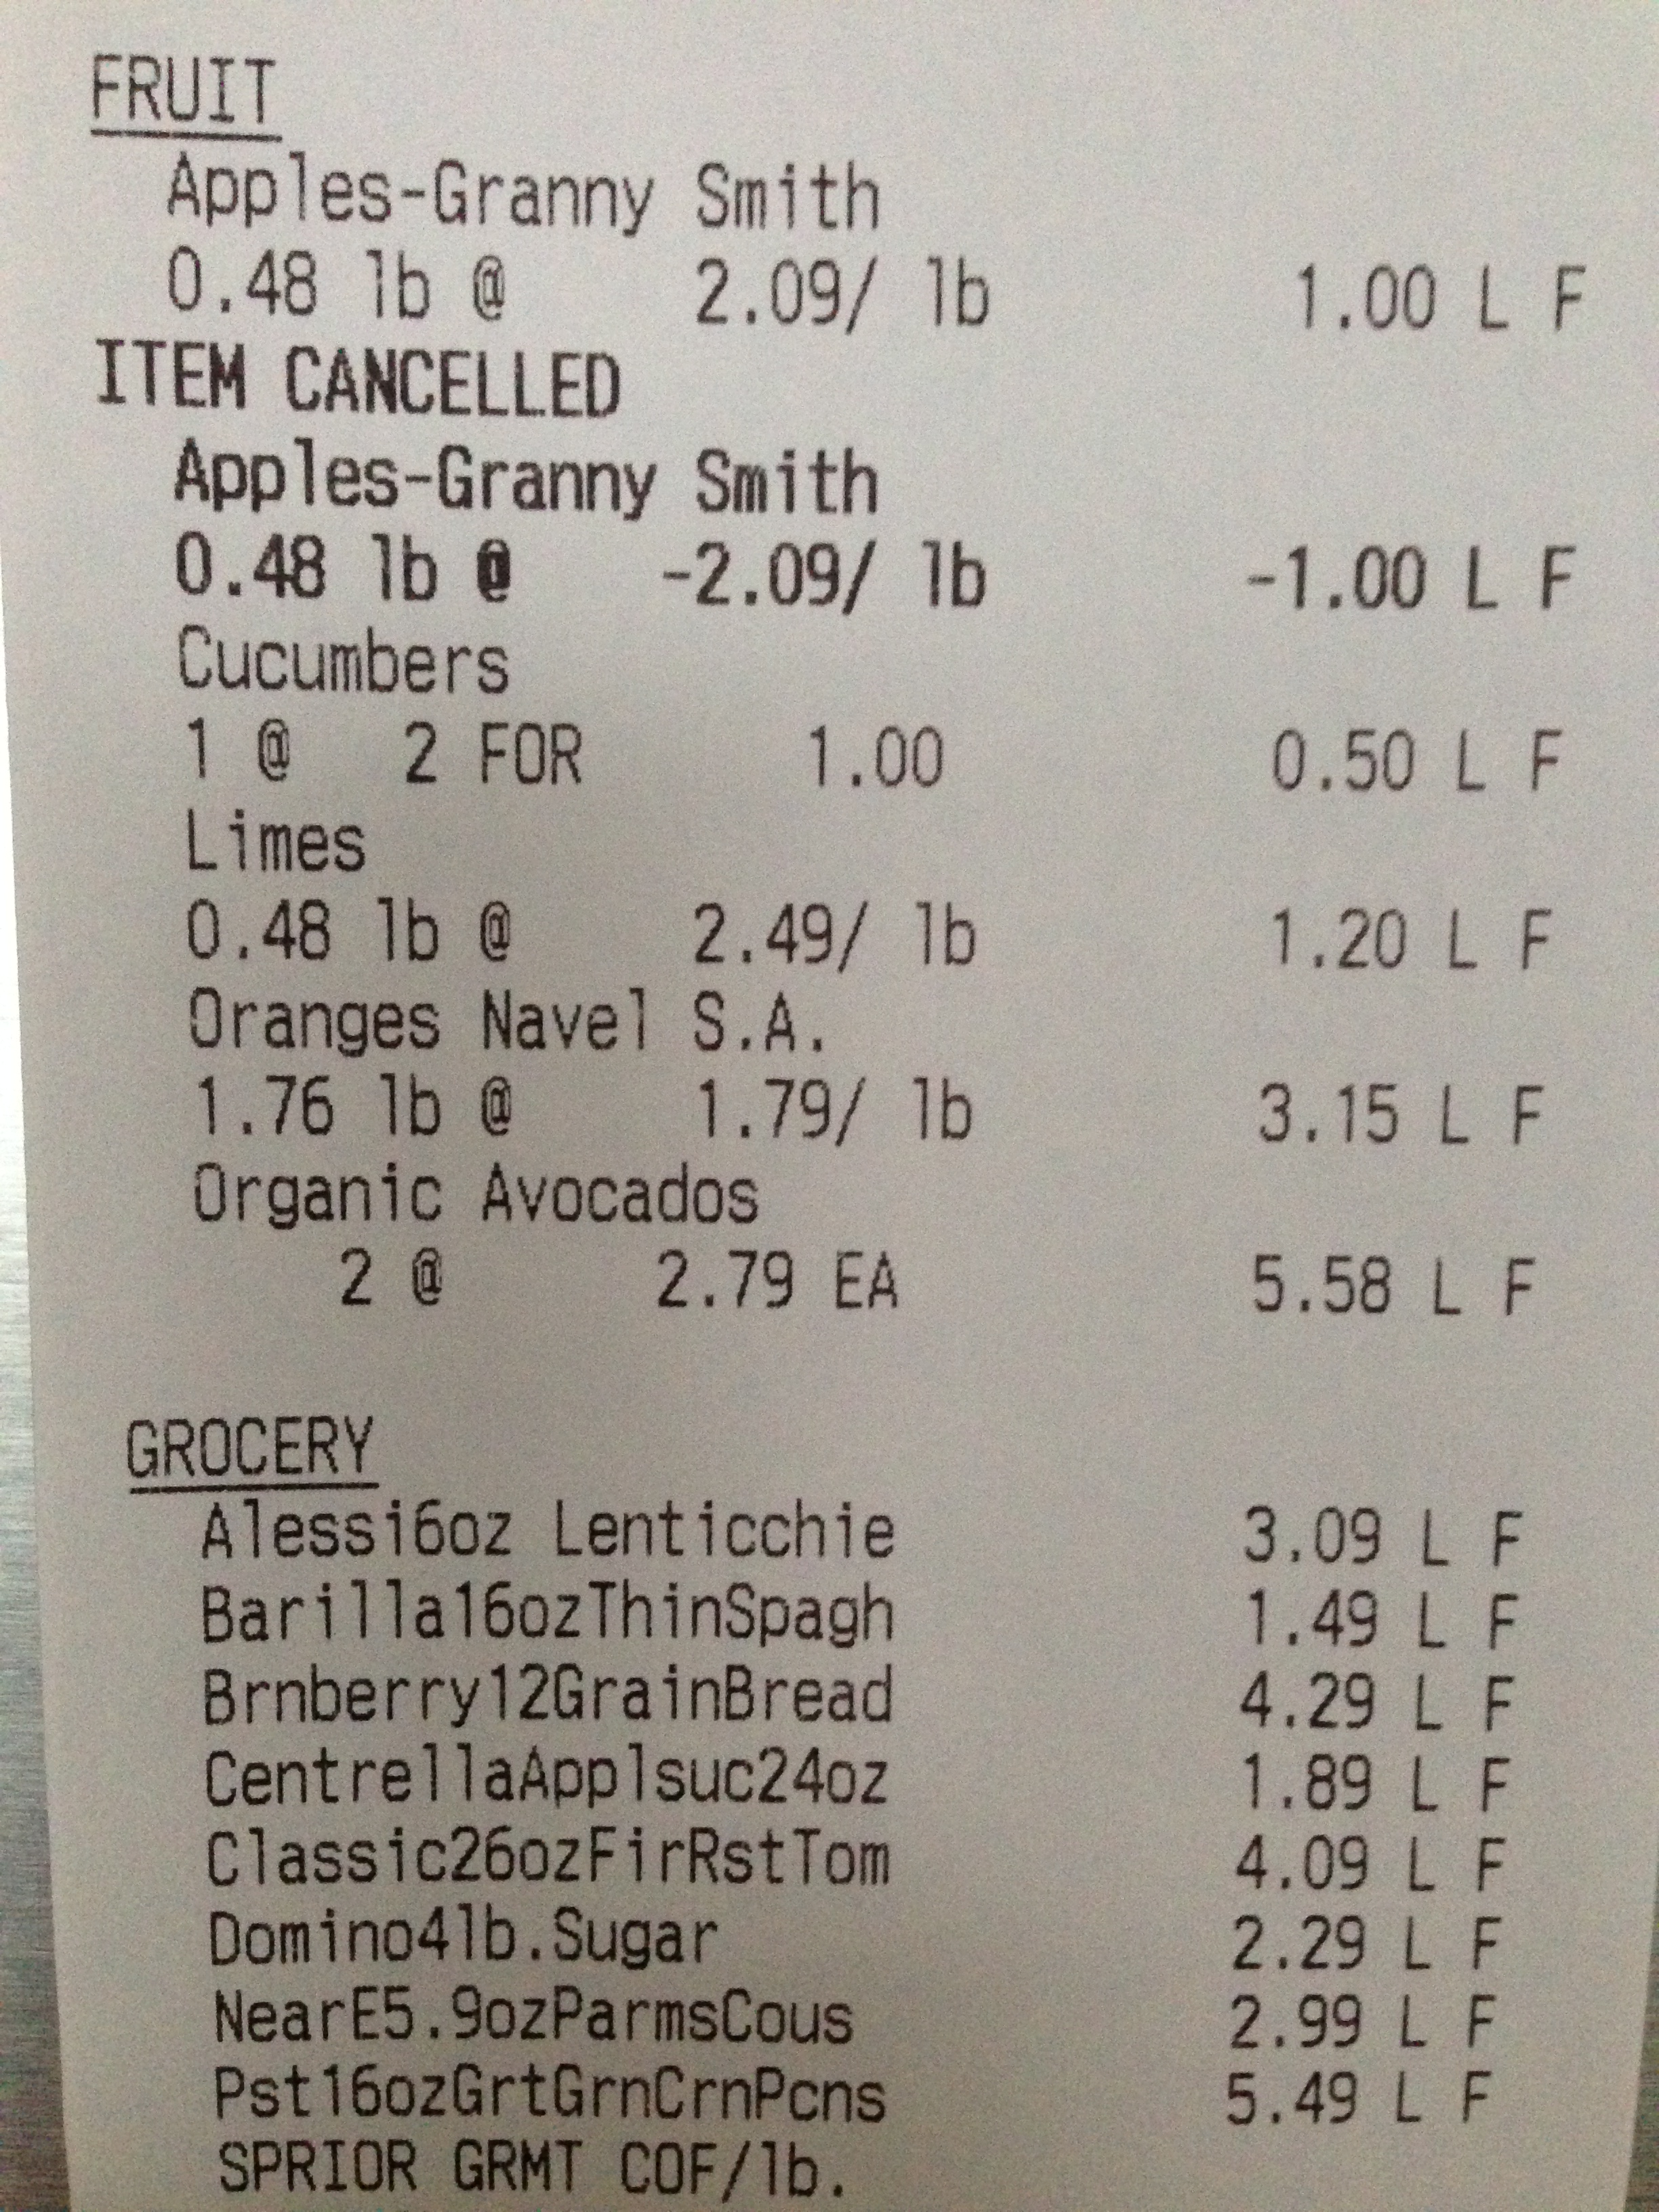 FRUIT
Apples-Granny Smith
0.48 lb @ 2.09/ lb 1.00 L F
ITEM CANCELLED
Apples-Granny Smith
0.48 lb @ -2.09/ lb -1.00 L F
Cucumbers
1 @ 2 FOR 1.00 0.50 L F
Limes
0.48 lb @ 2.49/ lb 1.20 L F
Oranges Navel S.A.
1.76 lb @ 1.79/ lb 3.15 L F
Organic Avocados
2 @ 2.79 EA 5.58 L F
GROCERY
Alessi6oz Lenticchie 3.09 L F
Barilla16ozThinSpagh 1.49 L F
Brnberry12GrainBread 4.29 L F
CentrellaApplsuc24oz 1.89 L F
Classic26ozFirRstTom 4.09 L F
Domino4lb.Sugar 2.29 L F
NearE5.9ozParmsCous 2.99 L F
Pst16ozGrtGrnCrnPcns 5.49 L F
SPRIOR GRMT COF/lb.